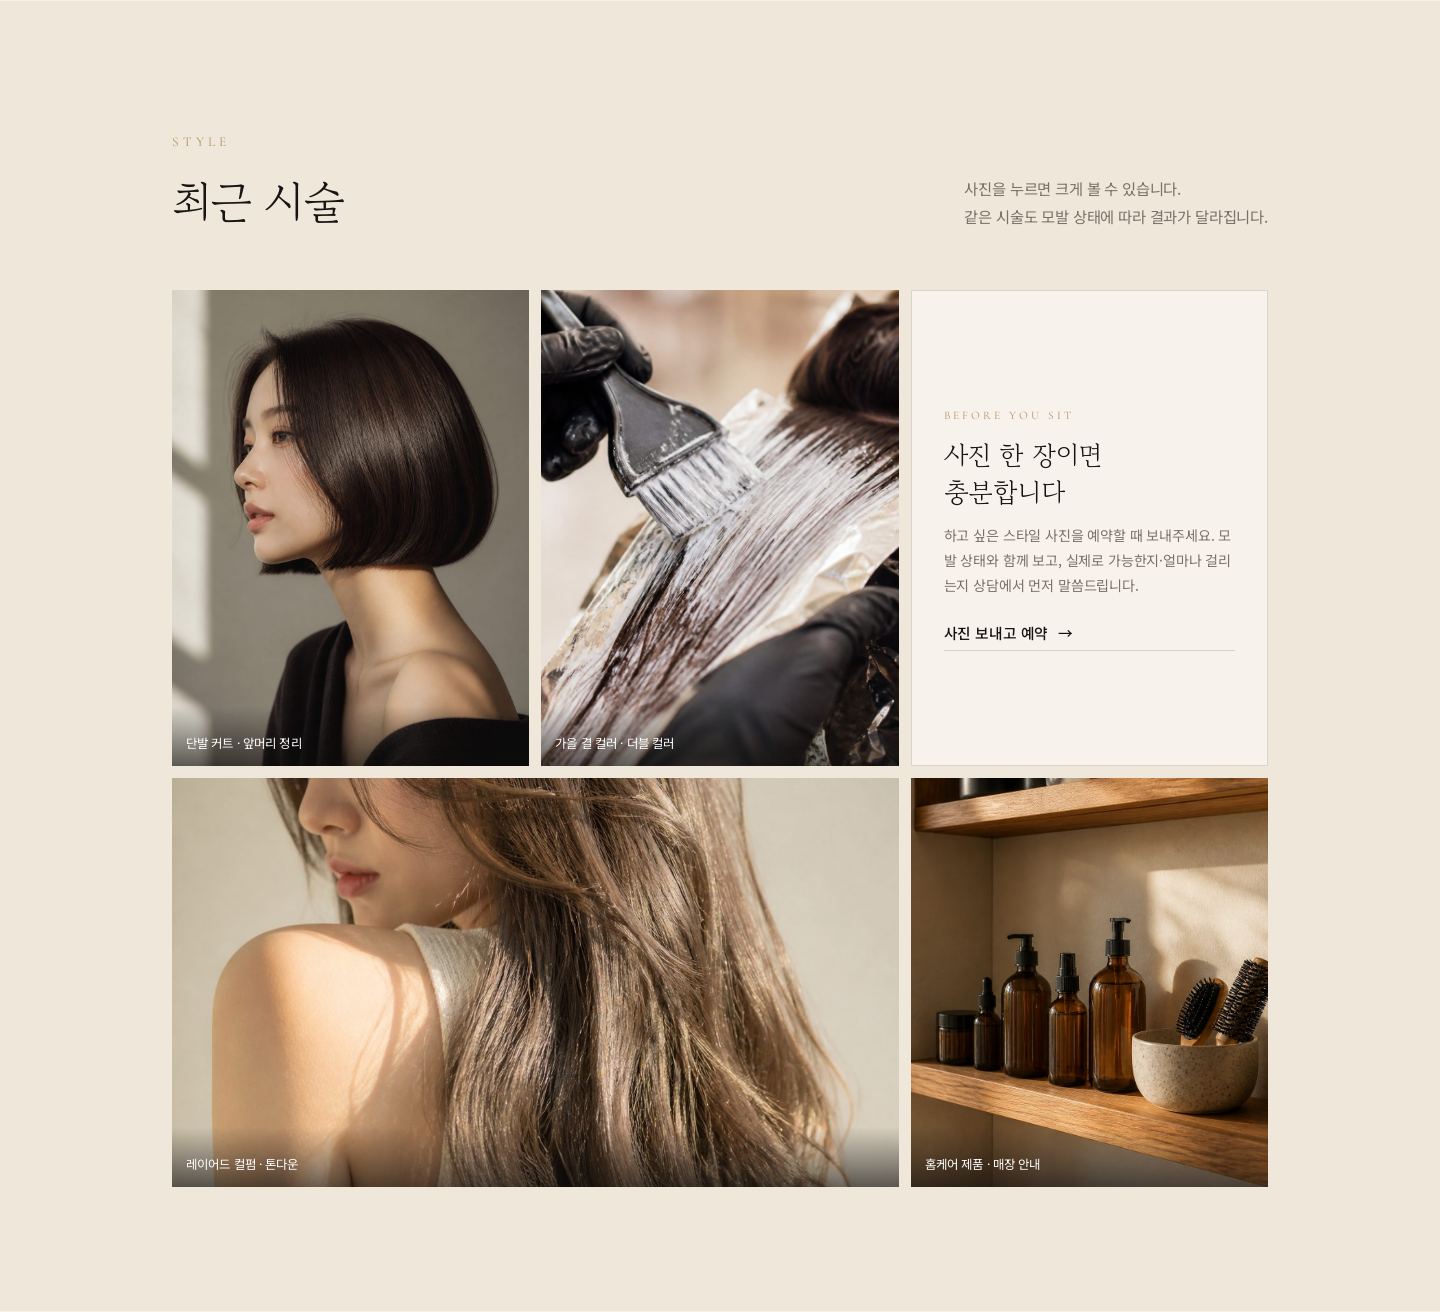 STYLE
최근 시술
사진을 누르면 크게 볼 수 있습니다.
같은 시술도 모발 상태에 따라 결과가 달라집니다.
단발 커트 · 앞머리 정리
가을 결 컬러 · 더블 컬러
BEFORE YOU SIT
사진 한 장이면
충분합니다
하고 싶은 스타일 사진을 예약할 때 보내주세요. 모
발 상태와 함께 보고, 실제로 가능한지·얼마나 걸리
는지 상담에서 먼저 말씀드립니다.
사진 보내고 예약 →
레이어드 컬펌 · 톤다운
홈케어 제품 · 매장 안내